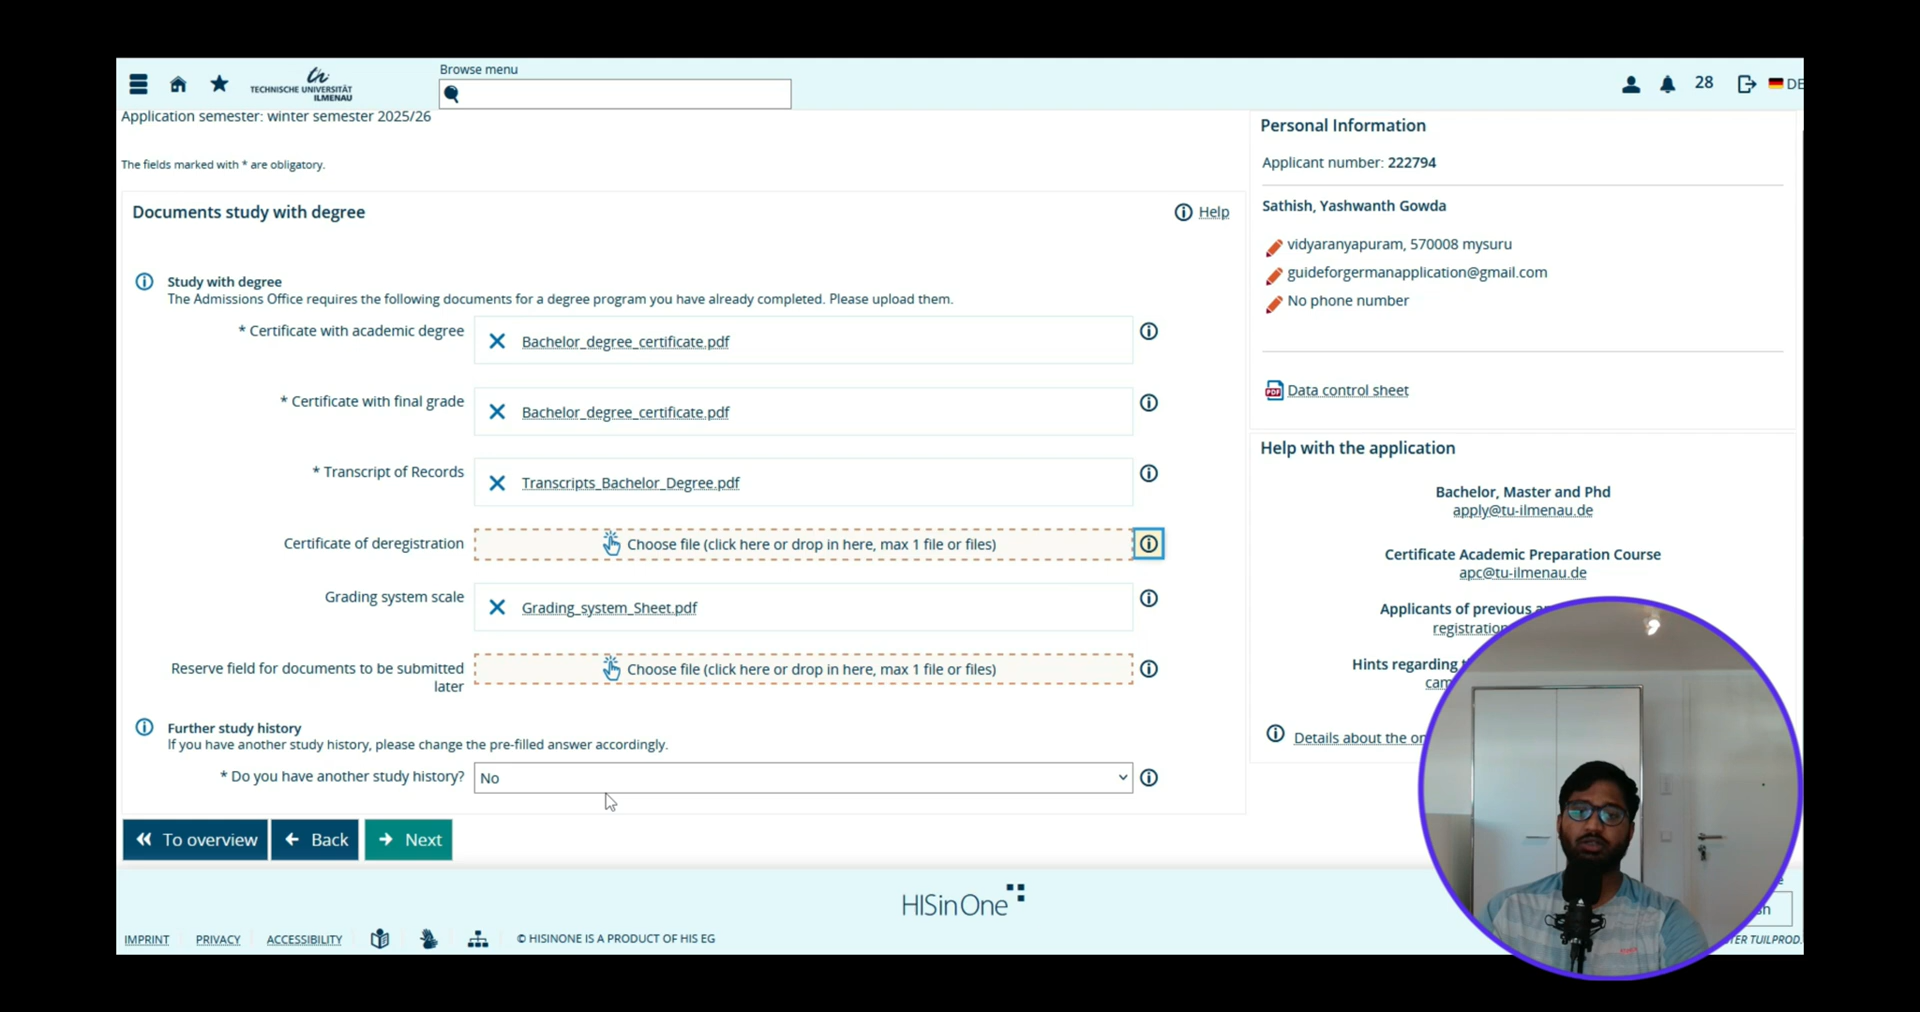 Browse menu
TECHNISCHE UNIVERSITÄT
ILMENAU
28
DE
Application semester: winter semester 2025/26
The fields marked with * are obligatory.
Documents study with degree
Help
Study with degree
The Admissions Office requires the following documents for a degree program you have already completed. Please upload them.
* Certificate with academic degree
Bachelor_degree_certificate.pdf
* Certificate with final grade
Bachelor_degree_certificate.pdf
* Transcript of Records
Transcripts_Bachelor_Degree.pdf
Certificate of deregistration
Choose file (click here or drop in here, max 1 file or files)
Grading system scale
Grading_system_Sheet.pdf
Reserve field for documents to be submitted
later
Choose file (click here or drop in here, max 1 file or files)
Further study history
If you have another study history, please change the pre-filled answer accordingly.
* Do you have another study history?
No
To overview
Back
Next
Personal Information
Applicant number: 222794
Sathish, Yashwanth Gowda
vidyaranyapuram, 570008 mysuru
guideforgermanapplication@gmail.com
No phone number
PDF
Data control sheet
Help with the application
Bachelor, Master and Phd
apply@tu-ilmenau.de
Certificate Academic Preparation Course
apc@tu-ilmenau.de
Applicants of previous
registration
Hints regarding
Details about the
HISinOne
IMPRINT
PRIVACY
ACCESSIBILITY
© HISINONE IS A PRODUCT OF HIS EG
TUILPROD.